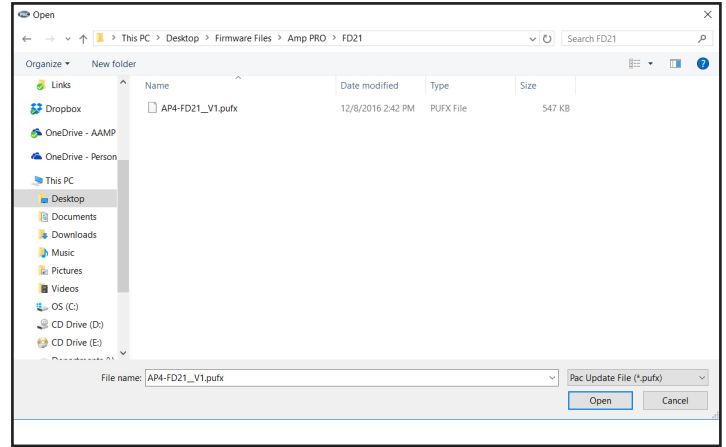 PAC Open
This PC > Desktop > Firmware Files > Amp PRO > FD21
Search FD21
Organize
New folder
Name
Date modified
Type
Size
Links
AP4-FD21__V1.pufx
12/8/2016 2:42 PM
PUFX File
547 KB
Dropbox
OneDrive - AAMP
OneDrive - Person
This PC
Desktop
Documents
Downloads
Music
Pictures
Videos
OS (C:)
CD Drive (D:)
CD Drive (E:)
File name: AP4-FD21__V1.pufx
Pac Update File (*.pufx)
Open
Cancel